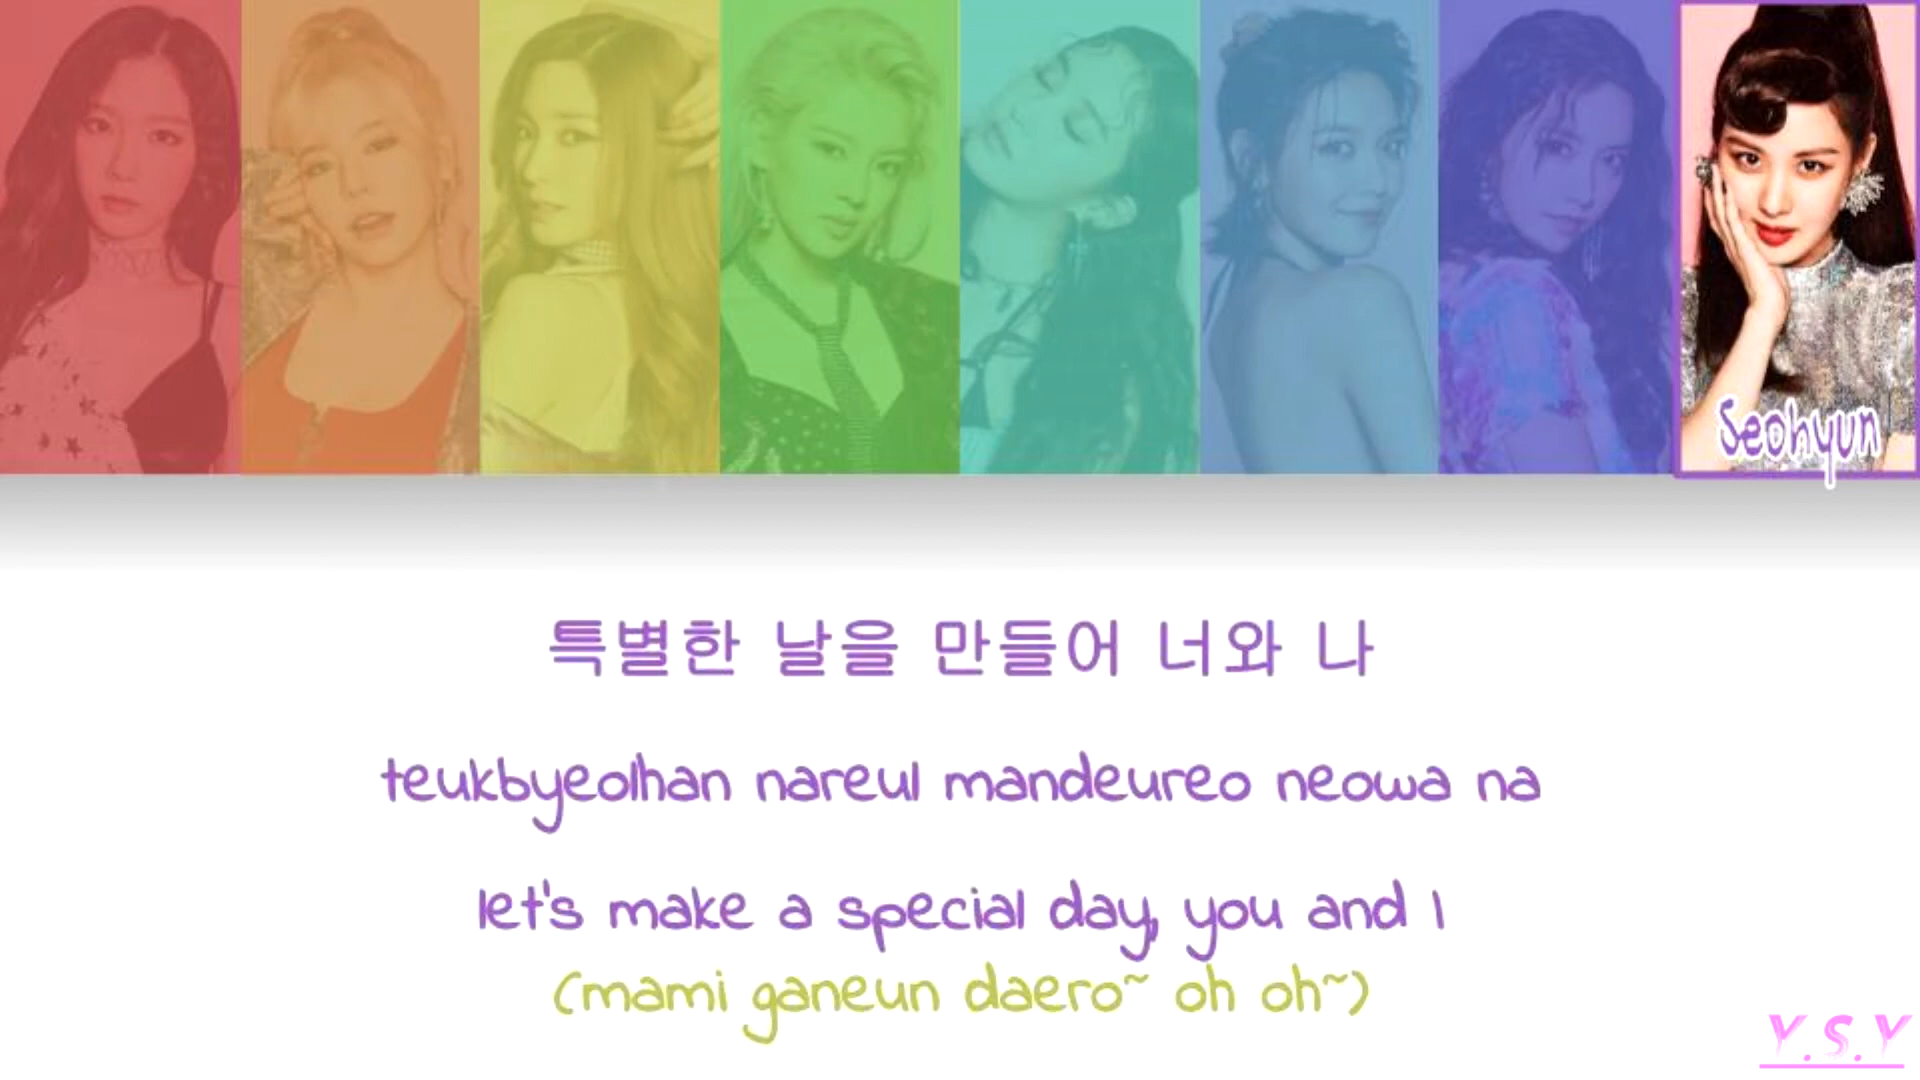 Seohyun
특별한 날을 만들어 너와 나
teukbyeolhan nareul mandeureo neowa na
let's make a special day, you and I
(mami ganeun daero~ oh oh~)
Y.S.Y